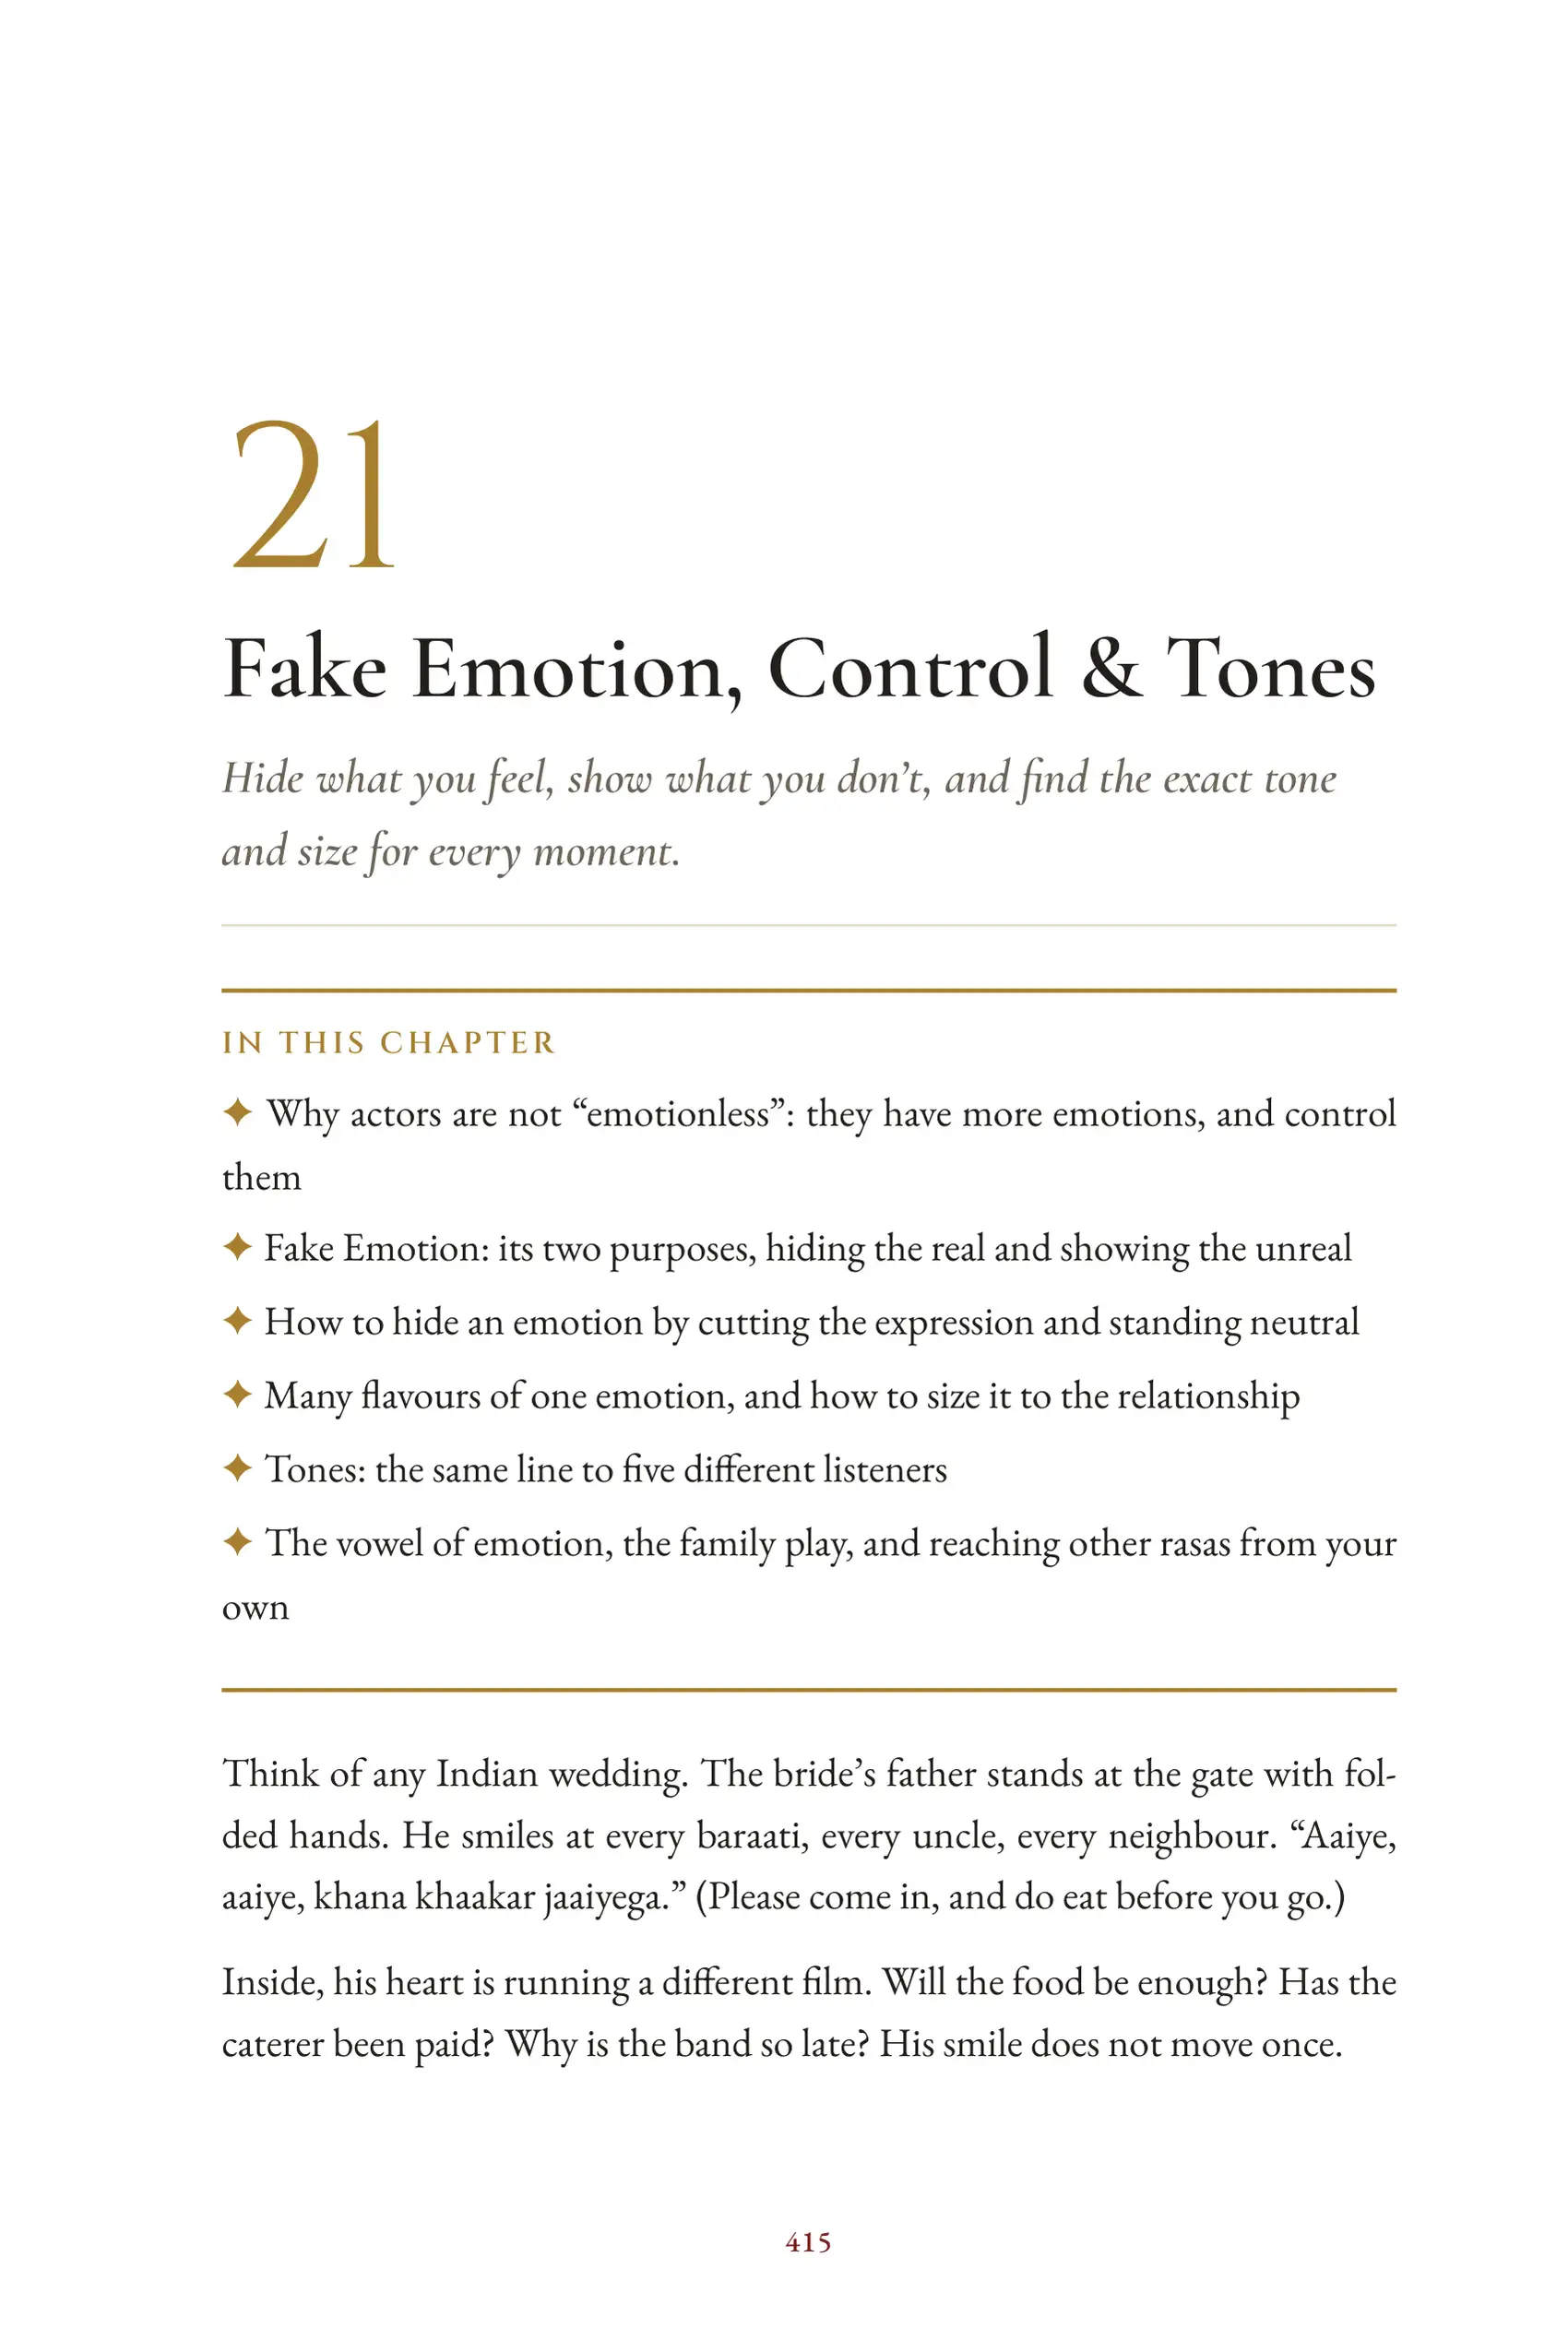 21
Fake Emotion, Control & Tones
Hide what you feel, show what you don’t, and find the exact tone
and size for every moment.
IN THIS CHAPTER
✦ Why actors are not “emotionless”: they have more emotions, and control
them
✦ Fake Emotion: its two purposes, hiding the real and showing the unreal
✦ How to hide an emotion by cutting the expression and standing neutral
✦ Many flavours of one emotion, and how to size it to the relationship
✦ Tones: the same line to five different listeners
✦ The vowel of emotion, the family play, and reaching other rasas from your
own
Think of any Indian wedding. The bride’s father stands at the gate with fol-
ded hands. He smiles at every baraati, every uncle, every neighbour. “Aaiye,
aaiye, khana khaakar jaaiyega.” (Please come in, and do eat before you go.)
Inside, his heart is running a different film. Will the food be enough? Has the
caterer been paid? Why is the band so late? His smile does not move once.
415